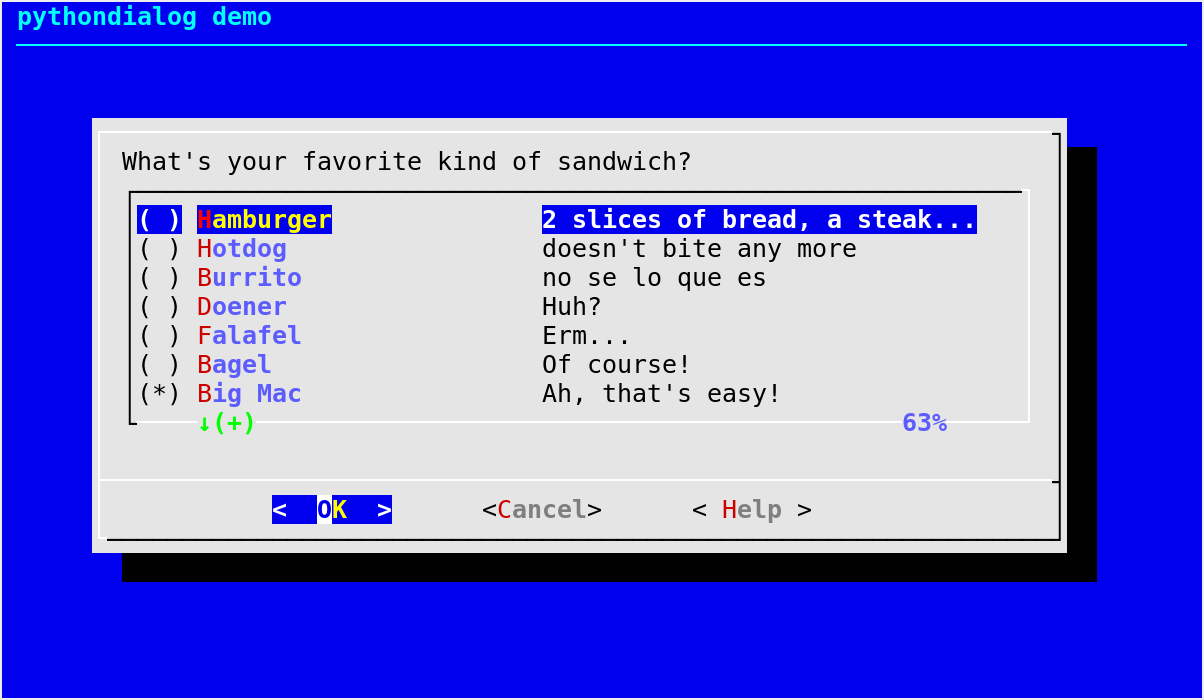 pythondialog demo
What's your favorite kind of sandwich?
( ) Hamburger 2 slices of bread, a steak...
( ) Hotdog doesn't bite any more
( ) Burrito no se lo que es
( ) Doener Huh?
( ) Falafel Erm...
( ) Bagel Of course!
(*) Big Mac Ah, that's easy!
↓(+) 63%
<  OK  > <Cancel> < Help >